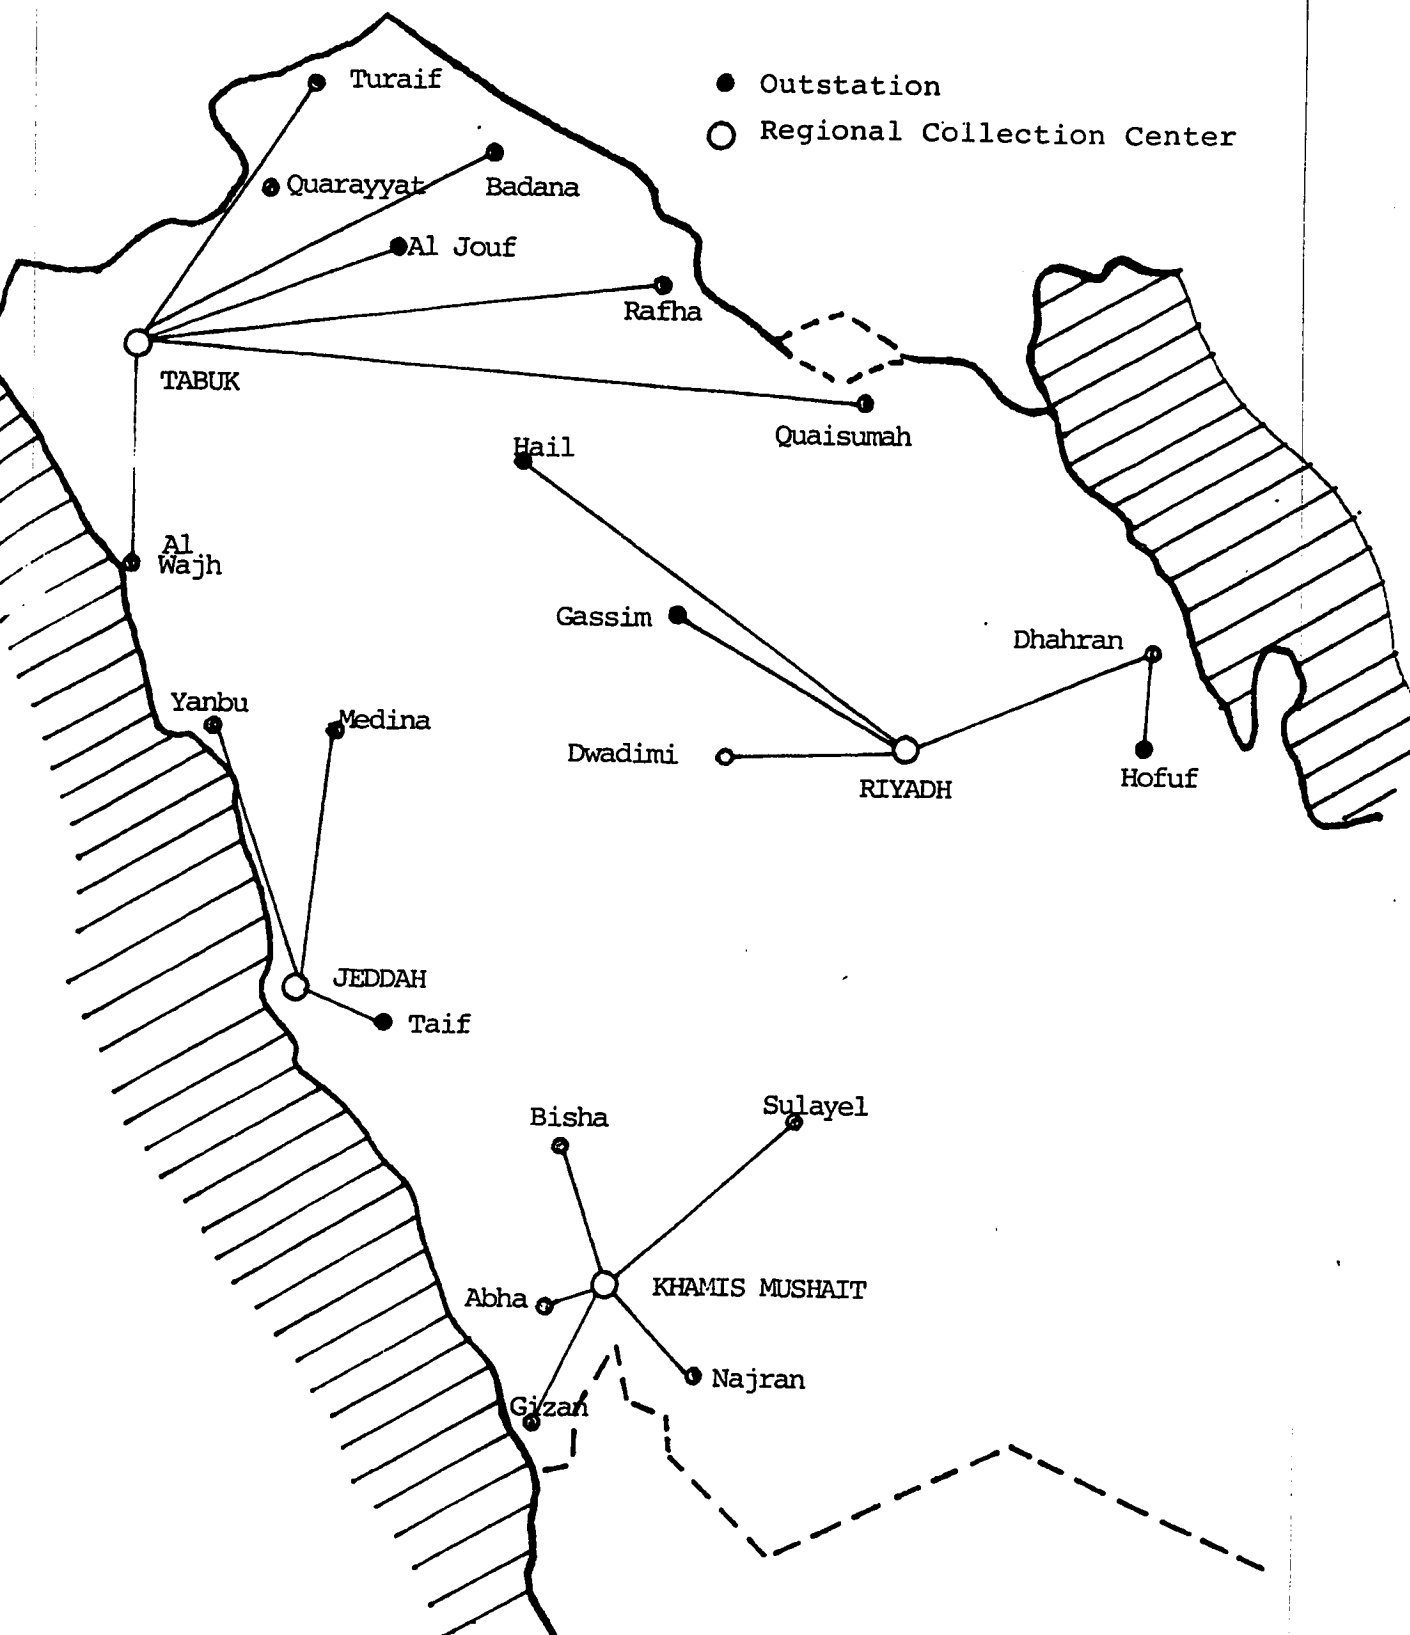 Turaif
Outstation
Regional Collection Center
Quarayyat
Badana
Al Jouf
Rafha
TABUK
Quaisumah
Hail
Al
Wajh
Gassim
Dhahran
Yanbu
Medina
Dwadimi
RIYADH
Hofuf
JEDDAH
Taif
Bisha
Sulayel
KHAMIS MUSHAIT
Abha
Najran
Gizan